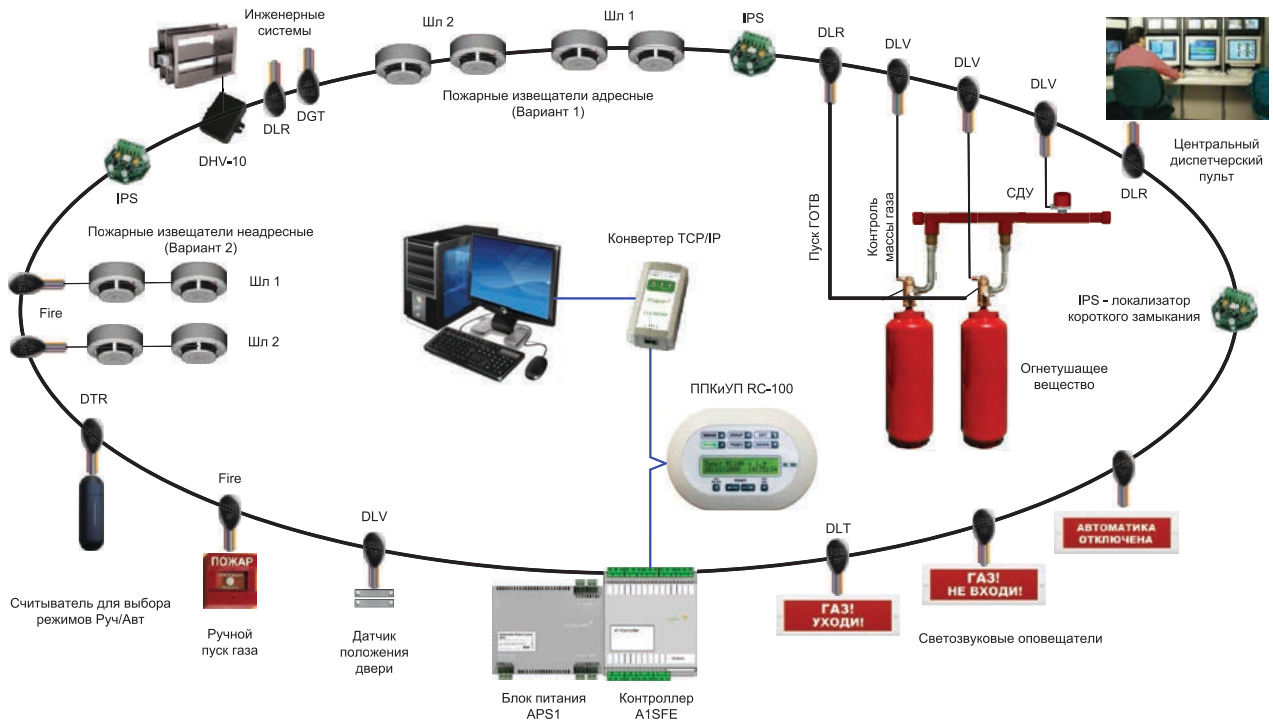 Инженерные
системы
Шл 2
Шл 1
IPS
DLR
DLV
DLV
DLV
DLR
DGT
Пожарные извещатели адресные
(Вариант 1)
DHV-10
IPS
Центральный
диспетчерский
пульт
DLR
СДУ
Пуск ГОТВ
Контроль
массы газа
Пожарные извещатели неадресные
(Вариант 2)
Шл 1
Fire
Шл 2
Конвертер TCP/IP
IPS - локализатор
короткого замыкания
Огнетушащее
вещество
ППКиУП RC-100
DTR
Fire
DLV
DLT
ПОЖАР
АВТОМАТИКА
ОТКЛЮЧЕНА
ГАЗ!
НЕ ВХОДИ!
ГАЗ!
УХОДИ!
Считыватель для выбора
режимов Руч/Авт
Ручной
пуск газа
Датчик
положения
двери
Светозвуковые оповещатели
Блок питания
APS1
Контроллер
A1SFE